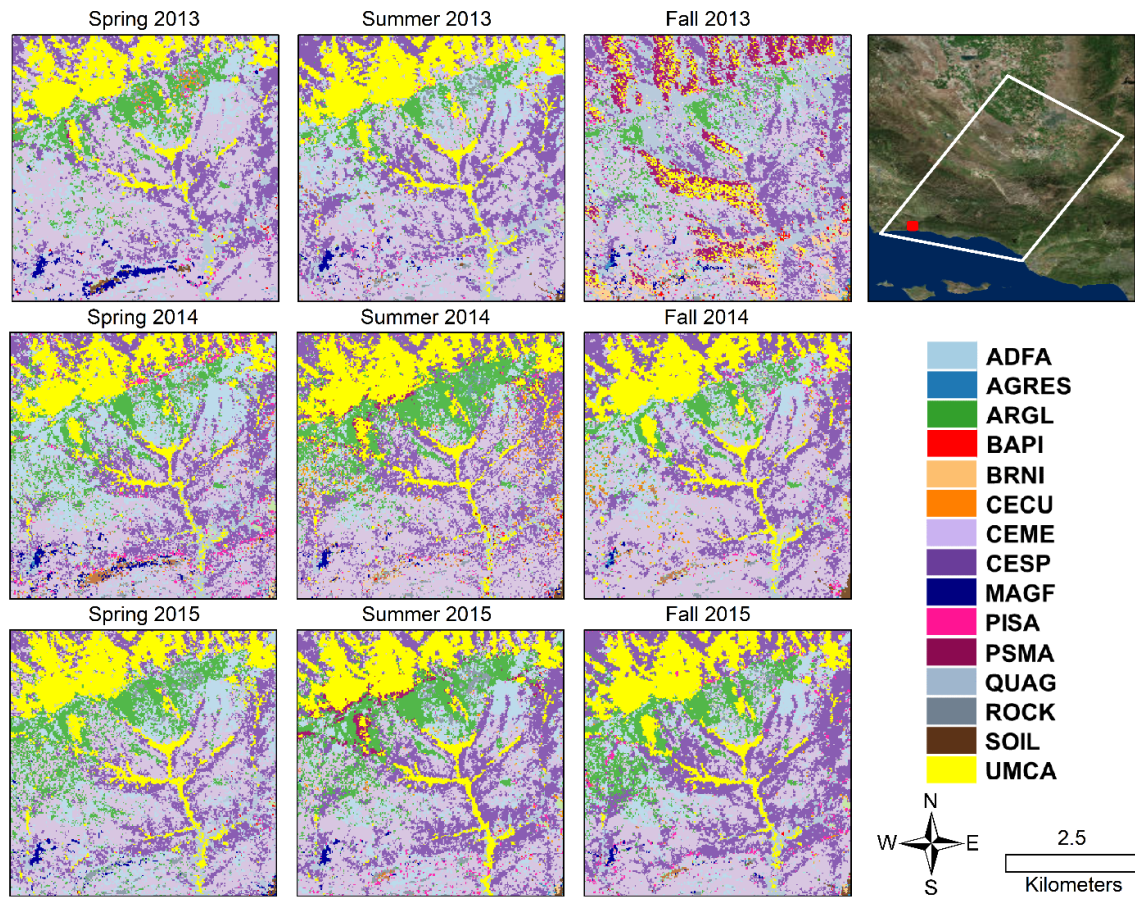 Spring 2013
Summer 2013
Fall 2013
Spring 2014
Summer 2014
Fall 2014
Spring 2015
Summer 2015
Fall 2015
ADFA
AGRES
ARGL
BAPI
BRNI
CECU
CEME
CESP
MAGF
PISA
PSMA
QUAG
ROCK
SOIL
UMCA
N
W E
S
2.5
Kilometers